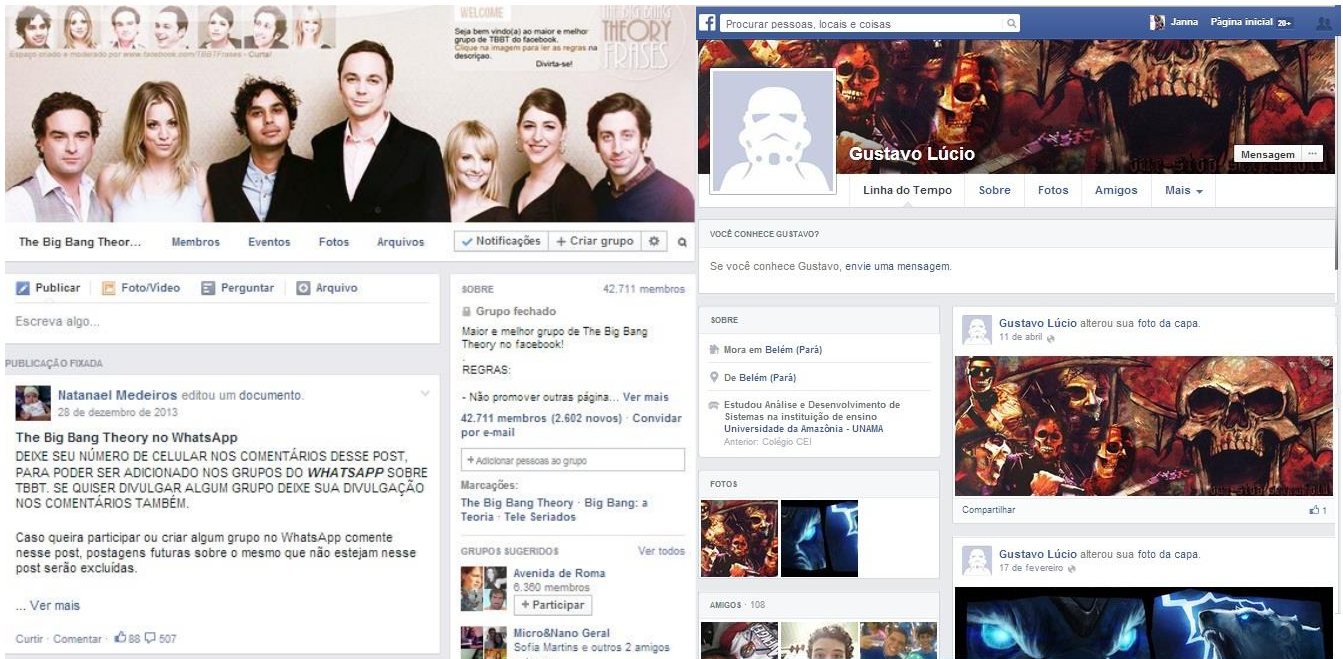 Espaço criado e moderado por www.facebook.com/TBBTFrases - Curta!
WELCOME
Seja bem vindo(a) ao maior e melhor
grupo de TBBT do facebook.
Clique na imagem para ler as regras na
descriçao.
Divirta-se!
THE BIG BANG
THEORY
FRASES
The Big Bang Theor...
Membros
Eventos
Fotos
Arquivos
Notificações
+ Criar grupo
Publicar
Foto/Vídeo
Perguntar
Arquivo
Escreva algo...
PUBLICAÇÃO FIXADA
Natanael Medeiros editou um documento.
28 de dezembro de 2013
The Big Bang Theory no WhatsApp
DEIXE SEU NÚMERO DE CELULAR NOS COMENTÁRIOS DESSE POST,
PARA PODER SER ADICIONADO NOS GRUPOS DO WHATSAPP SOBRE
TBBT. SE QUISER DIVULGAR ALGUM GRUPO DEIXE SUA DIVULGAÇÃO
NOS COMENTÁRIOS TAMBÉM.
Caso queira participar ou criar algum grupo no WhatsApp comente
nesse post, postagens futuras sobre o mesmo que não estejam nesse
post serão excluídas.
... Ver mais
Curtir · Comentar · 88 507
SOBRE
42.711 membros
Grupo fechado
Maior e melhor grupo de The Big Bang
Theory no facebook!
.
REGRAS:
- Não promover outras página... Ver mais
42.711 membros (2.602 novos) · Convidar
por e-mail
+ Adicionar pessoas ao grupo
Marcações:
The Big Bang Theory · Big Bang: a
Teoria · Tele Seriados
GRUPOS SUGERIDOS
Ver todos
Avenida de Roma
6.360 membros
+ Participar
Micro&Nano Geral
Sofia Martins e outros 2 amigos
f
Procurar pessoas, locais e coisas
Janna
Página inicial 20+
Gustavo Lúcio
Mensagem
...
Linha do Tempo
Sobre
Fotos
Amigos
Mais
VOCÊ CONHECE GUSTAVO?
Se você conhece Gustavo, envie uma mensagem.
SOBRE
Mora em Belém (Pará)
De Belém (Pará)
Estudou Análise e Desenvolvimento de
Sistemas na instituição de ensino
Universidade da Amazônia - UNAMA
Anterior: Colégio CEI
FOTOS
AMIGOS · 108
Gustavo Lúcio alterou sua foto da capa.
11 de abril
Compartilhar
1
Gustavo Lúcio alterou sua foto da capa.
17 de fevereiro